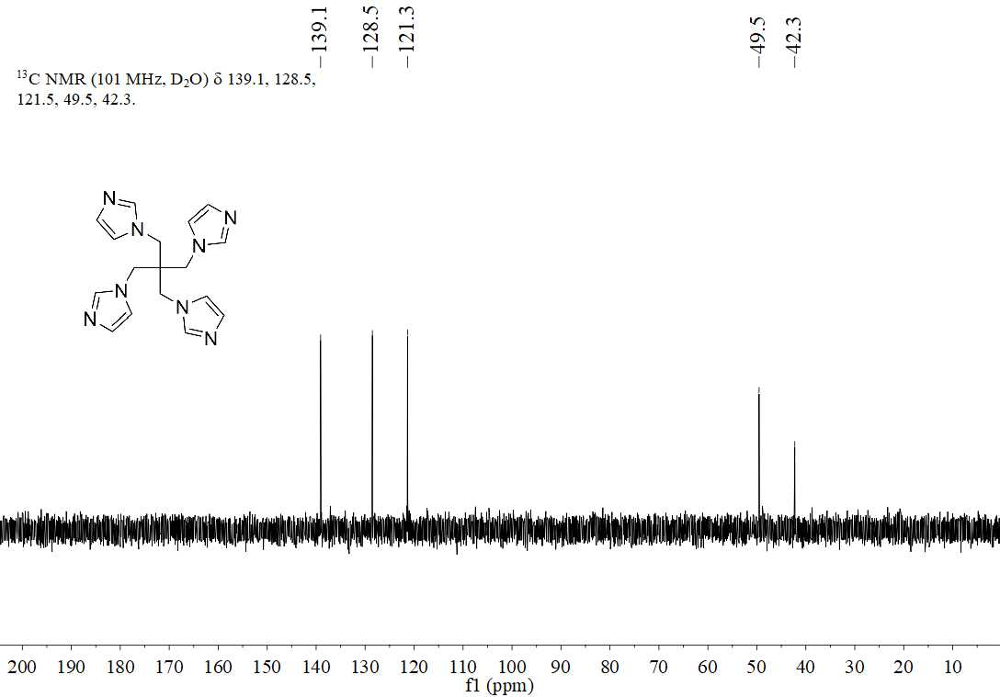 139.1
128.5
121.3
49.5
42.3
¹³C NMR (101 MHz, D₂O) δ 139.1, 128.5,
121.5, 49.5, 42.3.
N
N
N
N
N
N
N
N
200 190 180 170 160 150 140 130 120 110 100 90 80 70 60 50 40 30 20 10
f1 (ppm)